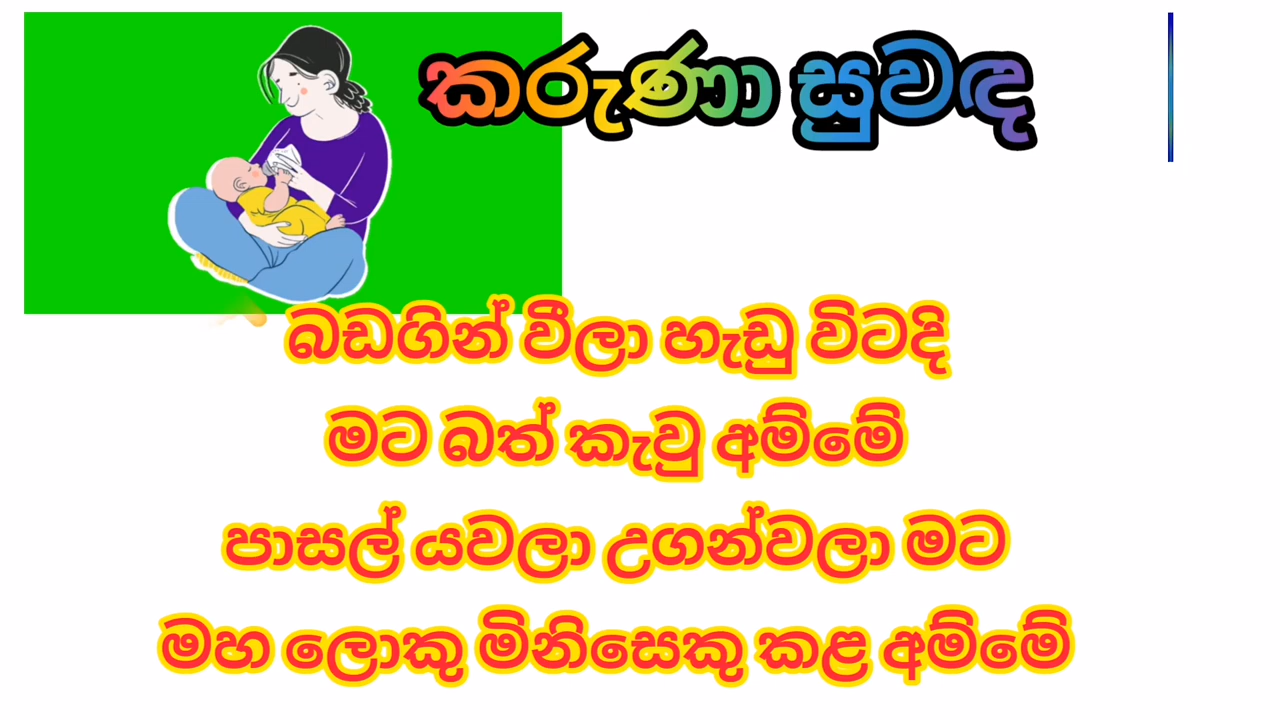 කරුණා සුවඳ
බඩගින් වීලා හැඩු විටදි
මට බත් කැවු අම්මේ
පාසල් යවලා උගන්වලා මට
මහ ලොකු මිනිසෙකු කළ අම්මේ